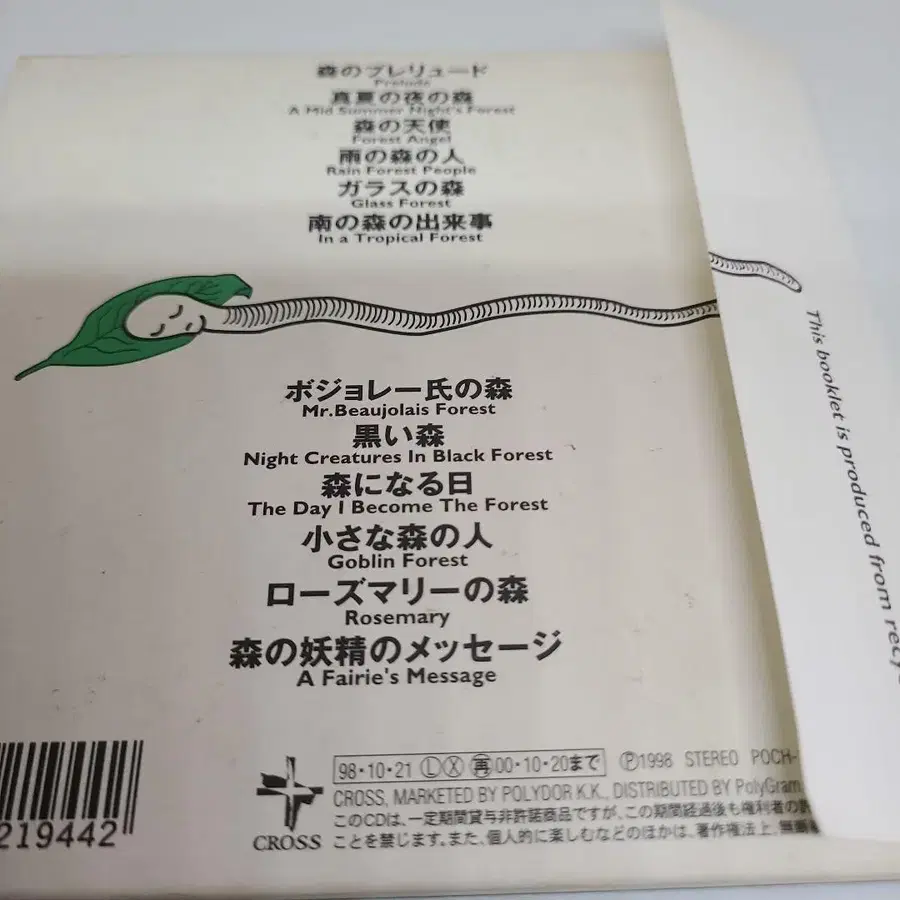 森のプレリュード
Prelude
真夏の夜の森
A Mid Summer Night's Forest
森の天使
Forest Angel
雨の森の人
Rain Forest People
ガラスの森
Glass Forest
南の森の出来事
In a Tropical Forest
ボジョレー氏の森
Mr.Beaujolais Forest
黒い森
Night Creatures In Black Forest
森になる日
The Day I Become The Forest
小さな森の人
Goblin Forest
ローズマリーの森
Rosemary
森の妖精のメッセージ
A Fairie's Message
This booklet is produced from recy
219442
CROSS
98・10・21 Ⓛ Ⓧ ㊢00・10・20まで Ⓟ1998 STEREO POCH-
CROSS, MARKETED BY POLYDOR K.K., DISTRIBUTED BY PolyGram
このCDは、一定期間貸与非許諾商品ですが、この期間経過後も権利者の許
ことを禁じます。また、個人的に楽しむなどのほかは、著作権法上、無断